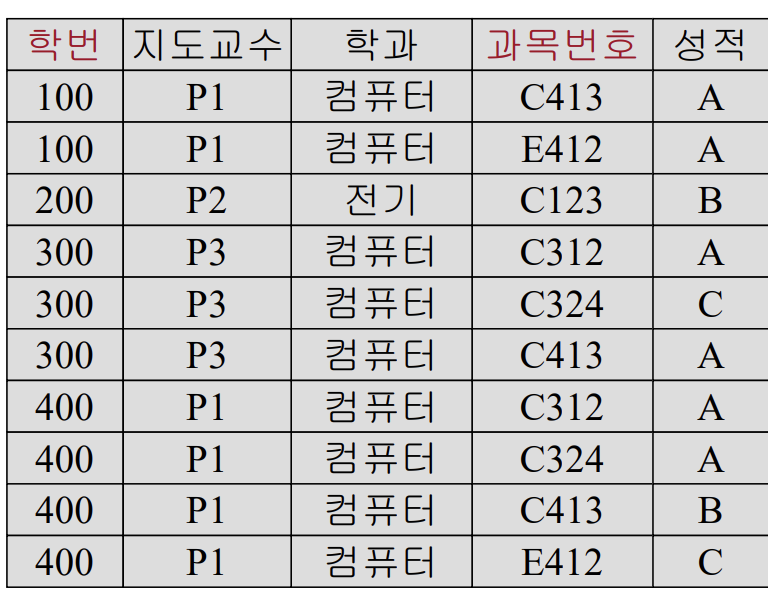 학번 지도교수 학과 과목번호 성적
100 P1 컴퓨터 C413 A
100 P1 컴퓨터 E412 A
200 P2 전기 C123 B
300 P3 컴퓨터 C312 A
300 P3 컴퓨터 C324 C
300 P3 컴퓨터 C413 A
400 P1 컴퓨터 C312 A
400 P1 컴퓨터 C324 A
400 P1 컴퓨터 C413 B
400 P1 컴퓨터 E412 C